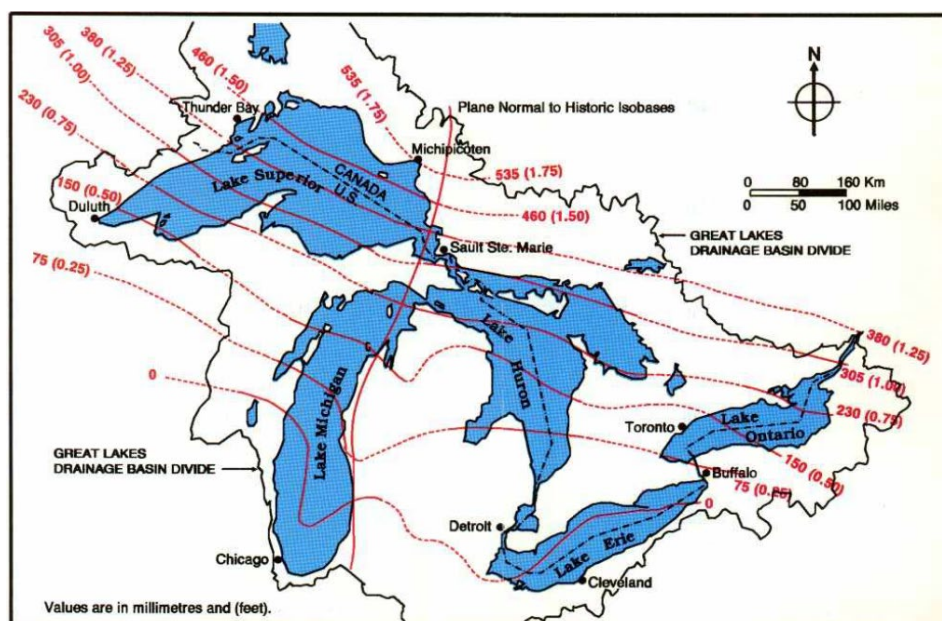 305 (1.00)
380 (1.25)
460 (1.50)
535 (1.75)
230 (0.75)
150 (0.50)
75 (0.25)
0
Thunder Bay
Plane Normal to Historic Isobases
Michipicoten
535 (1.75)
460 (1.50)
Lake Superior
CANADA
U.S.
Duluth
Sault Ste. Marie
N
0 80 160 Km
0 50 100 Miles
GREAT LAKES
DRAINAGE BASIN DIVIDE
Lake Huron
Lake Michigan
380 (1.25)
305 (1.00)
230 (0.75)
150 (0.50)
75 (0.25)
0
Toronto
Lake
Ontario
Buffalo
GREAT LAKES
DRAINAGE BASIN DIVIDE
Detroit
Lake Erie
Chicago
Cleveland
Values are in millimetres and (feet).